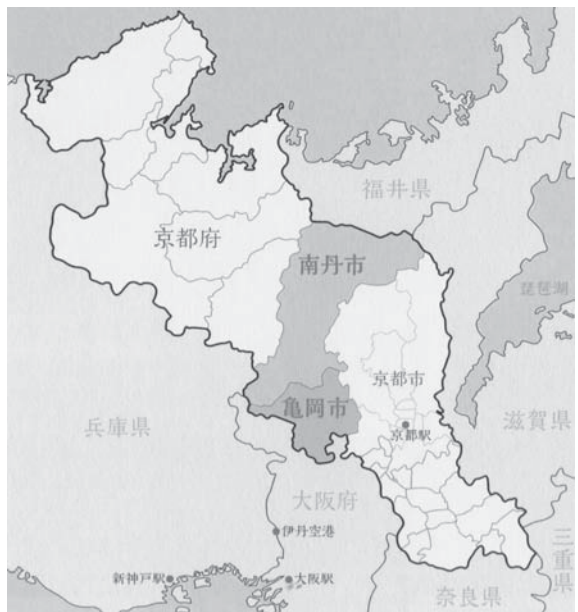 福井県
京都府
南丹市
琵琶湖
京都市
亀岡市
京都駅
兵庫県
滋賀県
大阪府
伊丹空港
三重県
新神戸駅
大阪駅
奈良県